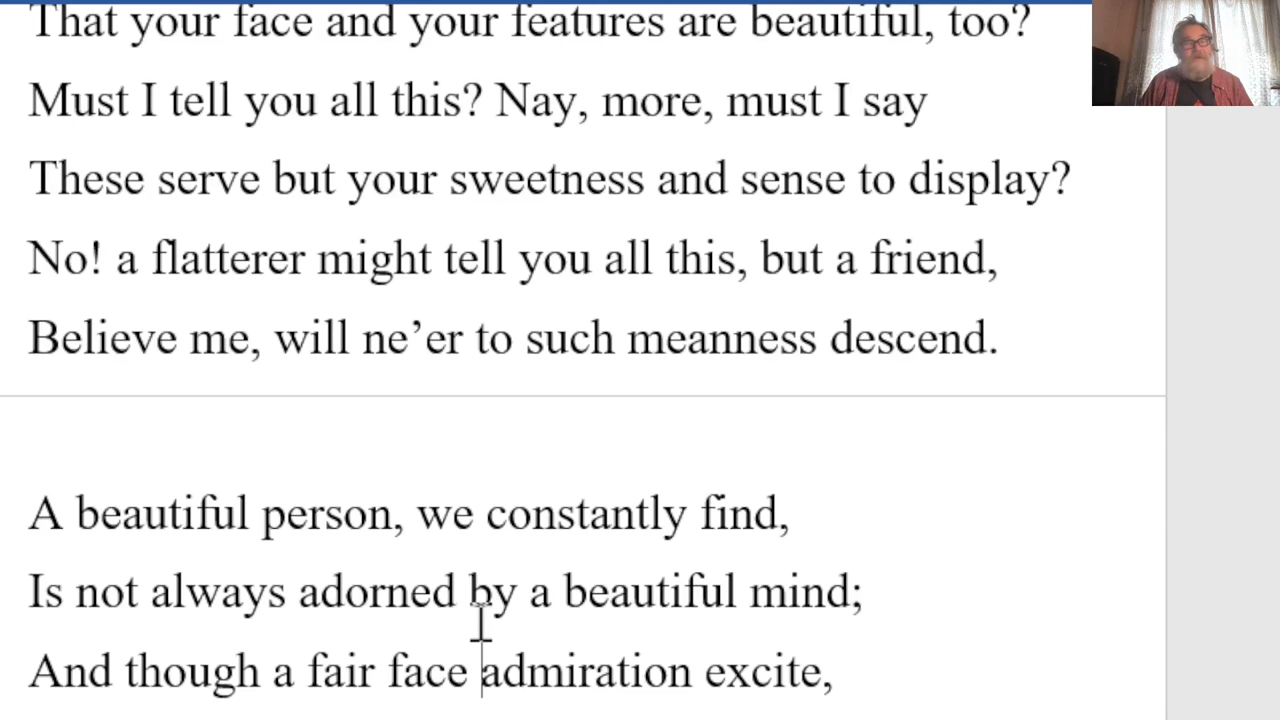 That your face and your features are beautiful, too?
Must I tell you all this? Nay, more, must I say
These serve but your sweetness and sense to display?
No! a flatterer might tell you all this, but a friend,
Believe me, will ne’er to such meanness descend.
A beautiful person, we constantly find,
Is not always adorned by a beautiful mind;
And though a fair face admiration excite,